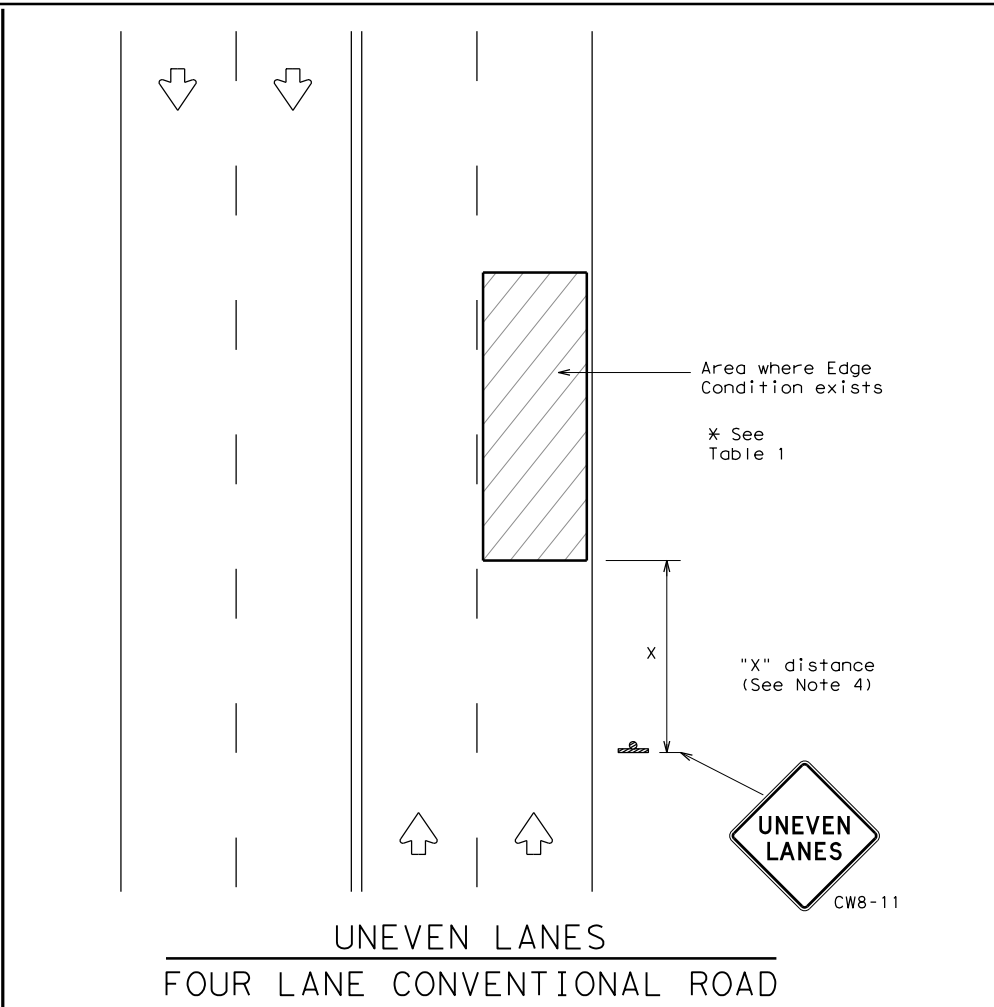 Area where Edge
Condition exists
* See
Table 1
X
"X" distance
(See Note 4)
UNEVEN
LANES
CW8-11
UNEVEN LANES
FOUR LANE CONVENTIONAL ROAD